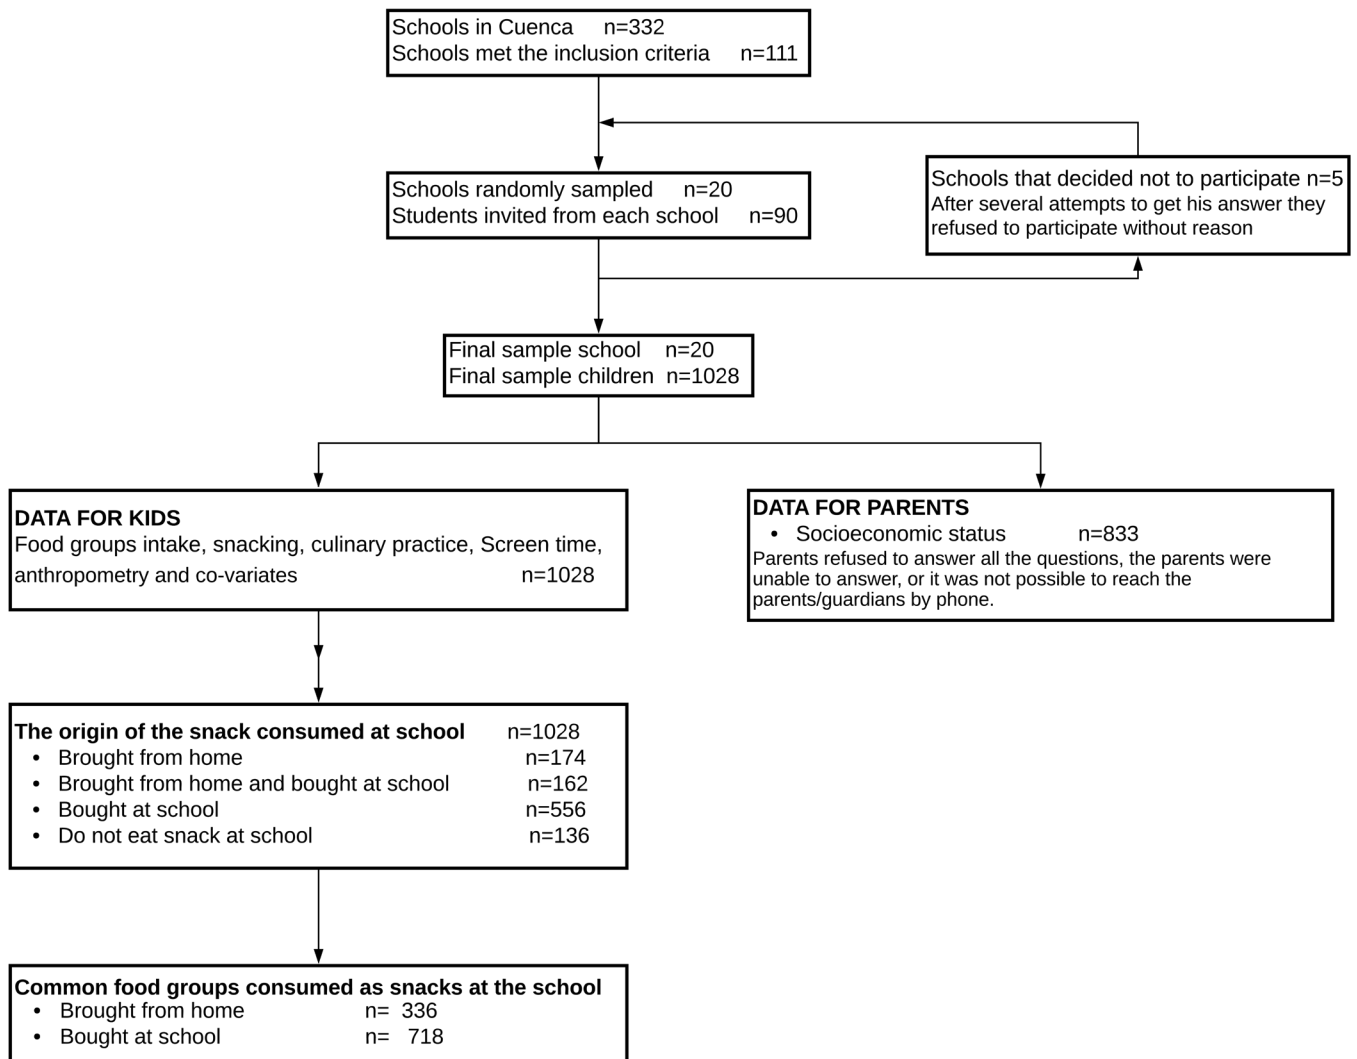 Schools in Cuenca n=332
Schools met the inclusion criteria n=111
Schools randomly sampled n=20
Students invited from each school n=90
Schools that decided not to participate n=5
After several attempts to get his answer they
refused to participate without reason
Final sample school n=20
Final sample children n=1028
DATA FOR KIDS
Food groups intake, snacking, culinary practice, Screen time,
anthropometry and co-variates n=1028
DATA FOR PARENTS
• Socioeconomic status n=833
Parents refused to answer all the questions, the parents were
unable to answer, or it was not possible to reach the
parents/guardians by phone.
The origin of the snack consumed at school n=1028
• Brought from home n=174
• Brought from home and bought at school n=162
• Bought at school n=556
• Do not eat snack at school n=136
Common food groups consumed as snacks at the school
• Brought from home n= 336
• Bought at school n= 718